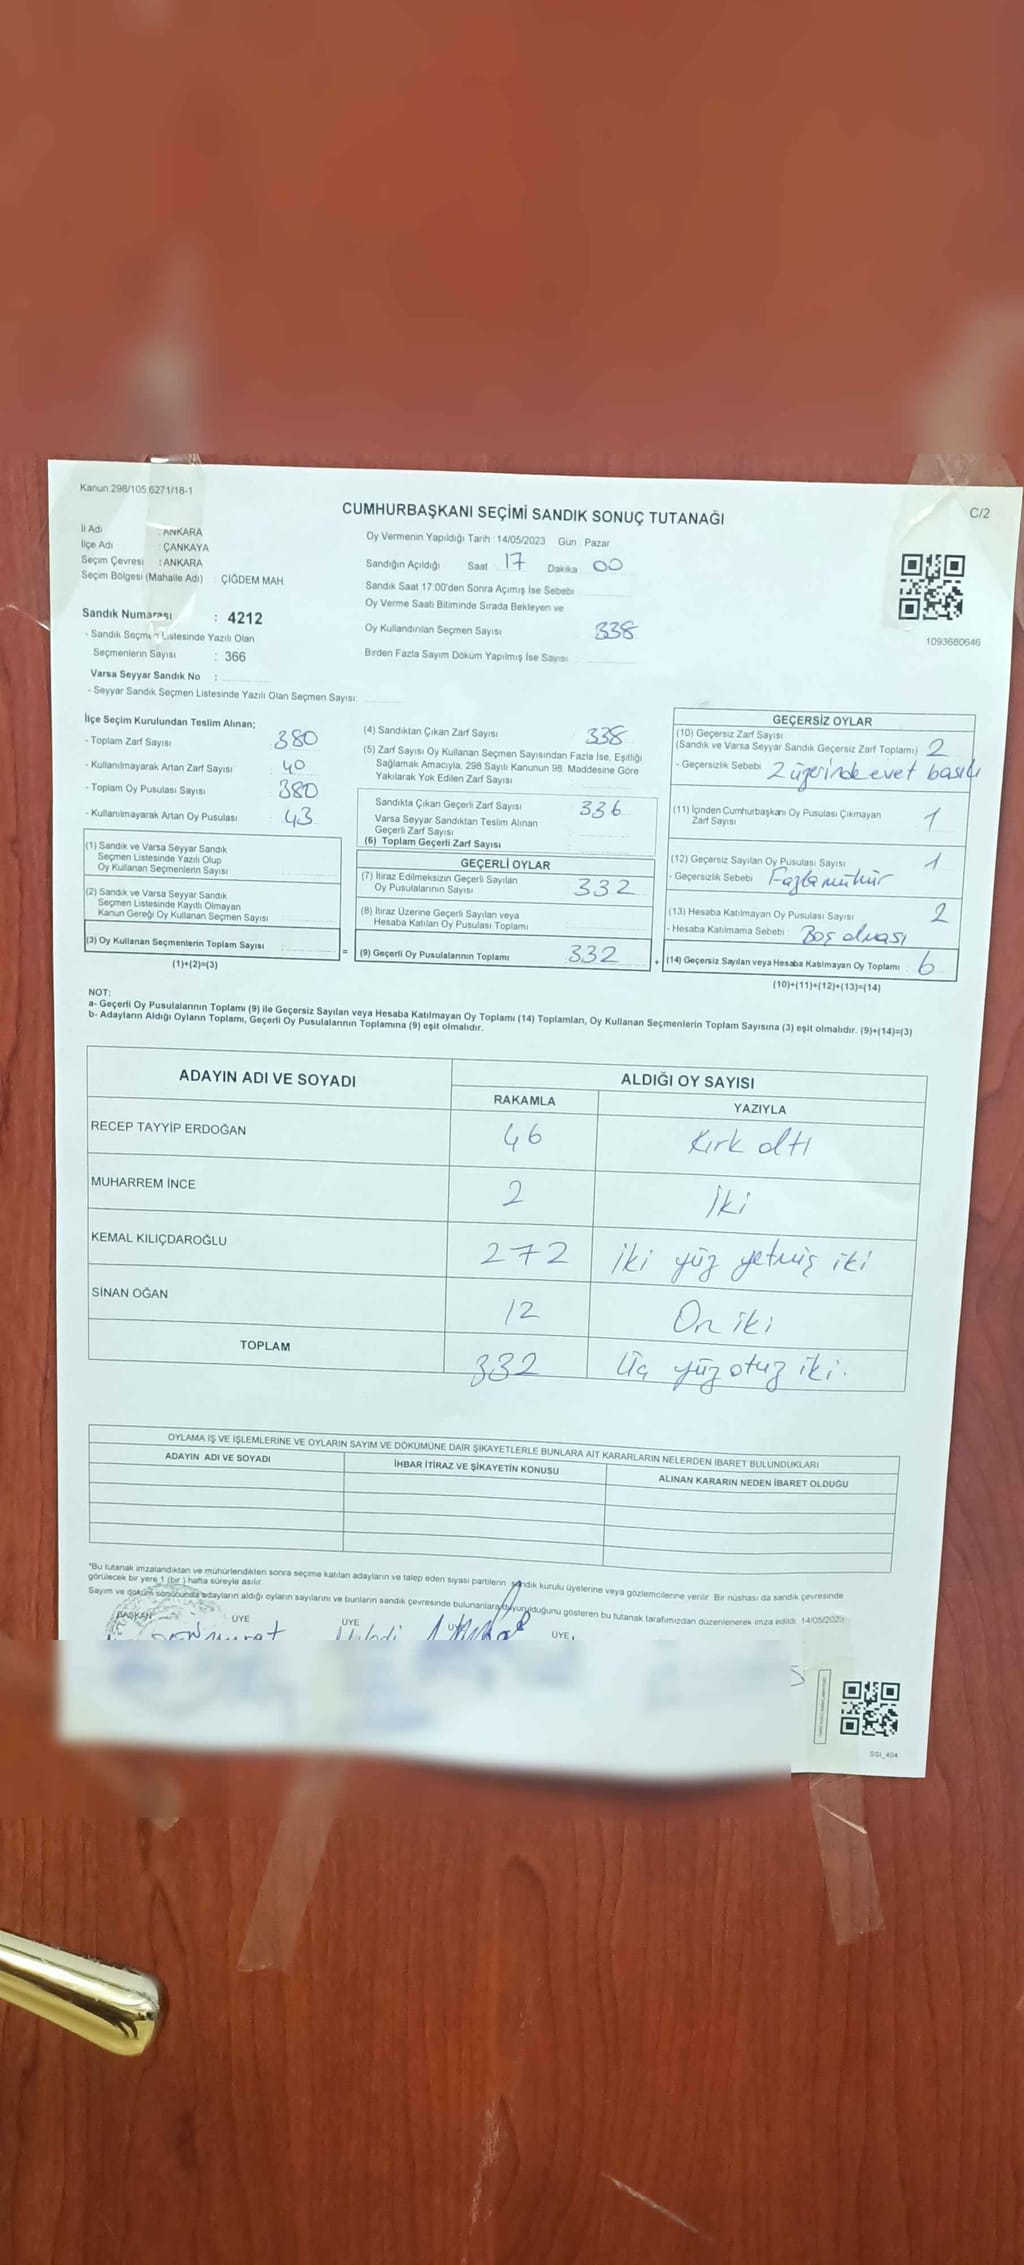 Kanun:298/105 6271/18-1
CUMHURBAŞKANI SEÇİMİ SANDIK SONUÇ TUTANAĞI
C/2
İl Adı : ANKARA
İlçe Adı : ÇANKAYA
Seçim Çevresi : ANKARA
Seçim Bölgesi (Mahalle Adı) : ÇİĞDEM MAH.
Sandık Numarası : 4212
- Sandık Seçmen Listesinde Yazılı Olan
Seçmenlerin Sayısı : 366
Varsa Seyyar Sandık No :
- Seyyar Sandık Seçmen Listesinde Yazılı Olan Seçmen Sayısı:
Oy Vermenin Yapıldığı Tarih : 14/05/2023 Gün Pazar
Sandığın Açıldığı Saat 17 Dakika 00
Sandık Saat 17.00'den Sonra Açımış İse Sebebi
Oy Verme Saati Bitiminde Sırada Bekleyen ve
Oy Kullandırılan Seçmen Sayısı 338
Birden Fazla Sayım Döküm Yapılmış İse Sayısı
1093680646
İlçe Seçim Kurulundan Teslim Alınan;
- Toplam Zarf Sayısı : 380
- Kullanılmayarak Artan Zarf Sayısı : 40
- Toplam Oy Pusulası Sayısı : 380
- Kullanılmayarak Artan Oy Pusulası : 43
(1) Sandık ve Varsa Seyyar Sandık
Seçmen Listesinde Yazılı Olup
Oy Kullanan Seçmenlerin Sayısı
(2) Sandık ve Varsa Seyyar Sandık
Seçmen Listesinde Kayıtlı Olmayan
Kanun Gereği Oy Kullanan Seçmen Sayısı
(3) Oy Kullanan Seçmenlerin Toplam Sayısı :
=
(1)+(2)=(3)
(4) Sandıktan Çıkan Zarf Sayısı 338
(5) Zarf Sayısı Oy Kullanan Seçmen Sayısından Fazla İse, Eşitliği
Sağlamak Amacıyla, 298 Sayılı Kanunun 98. Maddesine Göre
Yakılarak Yok Edilen Zarf Sayısı
Sandıkta Çıkan Geçerli Zarf Sayısı 336
Varsa Seyyar Sandıktan Teslim Alınan
Geçerli Zarf Sayısı
(6) Toplam Geçerli Zarf Sayısı
GEÇERLİ OYLAR
(7) İtiraz Edilmeksizin Geçerli Sayılan
Oy Pusulalarının Sayısı 332
(8) İtiraz Üzerine Geçerli Sayılan veya
Hesaba Katılan Oy Pusulası Toplamı
(9) Geçerli Oy Pusulalarının Toplamı 332
+
GEÇERSİZ OYLAR
(10) Geçersiz Zarf Sayısı
(Sandık ve Varsa Seyyar Sandık Geçersiz Zarf Toplamı) 2
- Geçersizlik Sebebi 2 üzerinde evet basılı
(11) İçinden Cumhurbaşkanı Oy Pusulası Çıkmayan
Zarf Sayısı 1
(12) Geçersiz Sayılan Oy Pusulası Sayısı 1
- Geçersizlik Sebebi Fazla mühür
(13) Hesaba Katılmayan Oy Pusulası Sayısı 2
- Hesaba Katılmama Sebebi Boş olması
(14) Geçersiz Sayılan veya Hesaba Katılmayan Oy Toplamı : 6
(10)+(11)+(12)+(13)=(14)
NOT:
a- Geçerli Oy Pusulalarının Toplamı (9) ile Geçersiz Sayılan veya Hesaba Katılmayan Oy Toplamı (14) Toplamları, Oy Kullanan Seçmenlerin Toplam Sayısına (3) eşit olmalıdır. (9)+(14)=(3)
b- Adayların Aldığı Oyların Toplamı, Geçerli Oy Pusulalarının Toplamına (9) eşit olmalıdır.
ADAYIN ADI VE SOYADI
ALDIĞI OY SAYISI
RAKAMLA YAZIYLA
RECEP TAYYİP ERDOĞAN 46 Kırk altı
MUHARREM İNCE 2 İki
KEMAL KILIÇDAROĞLU 272 iki yüz yetmiş iki
SİNAN OĞAN 12 On iki
TOPLAM 332 Üç yüz otuz iki.
OYLAMA İŞ VE İŞLEMLERİNE VE OYLARIN SAYIM VE DÖKÜMÜNE DAİR ŞİKAYETLERLE BUNLARA AİT KARARLARIN NELERDEN İBARET BULUNDUKLARI
ADAYIN ADI VE SOYADI İHBAR İTİRAZ VE ŞİKAYETİN KONUSU ALINAN KARARIN NEDEN İBARET OLDUĞU
*Bu tutanak imzalandıktan ve mühürlendikten sonra seçime katılan adayların ve talep eden siyasi partilerin, sandık kurulu üyelerine veya gözlemcilerine verilir. Bir nüshası da sandık çevresinde
görülecek bir yere 1 (bir ) hafta süreyle asılır.
Sayım ve döküm sonucunda adayların aldığı oyların sayılarını ve bunların sandık çevresinde bulunanlara duyurulduğunu gösteren bu tutanak tarafımızdan düzenlenerek imza edildi. 14/05/2023
BAŞKAN ÜYE ÜYE ÜYE ÜYE
SSI_404